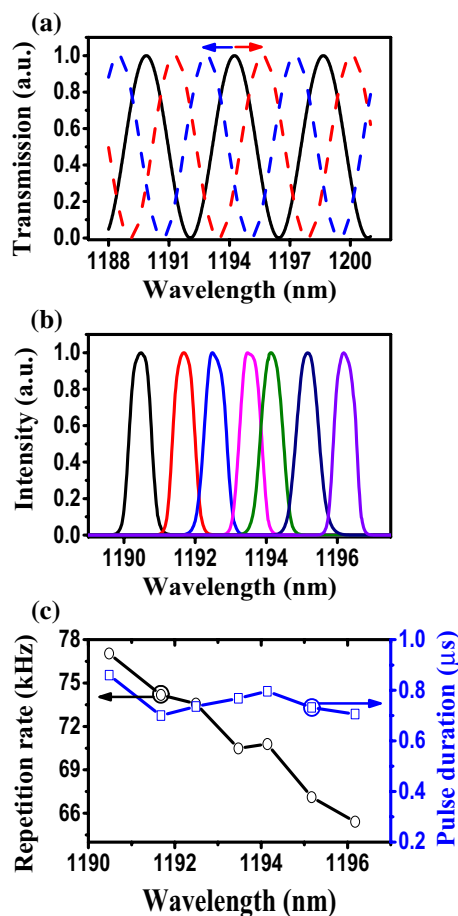 (a)
Transmission (a.u.)
1.0
0.8
0.6
0.4
0.2
0.0
1188 1191 1194 1197 1200
Wavelength (nm)
(b)
Intensity (a.u.)
1.0
0.8
0.6
0.4
0.2
0.0
1190 1192 1194 1196
Wavelength (nm)
(c)
Repetition rate (kHz)
78
75
72
69
66
1.0
0.8
0.6
0.4
0.2
Pulse duration (μs)
1190 1192 1194 1196
Wavelength (nm)